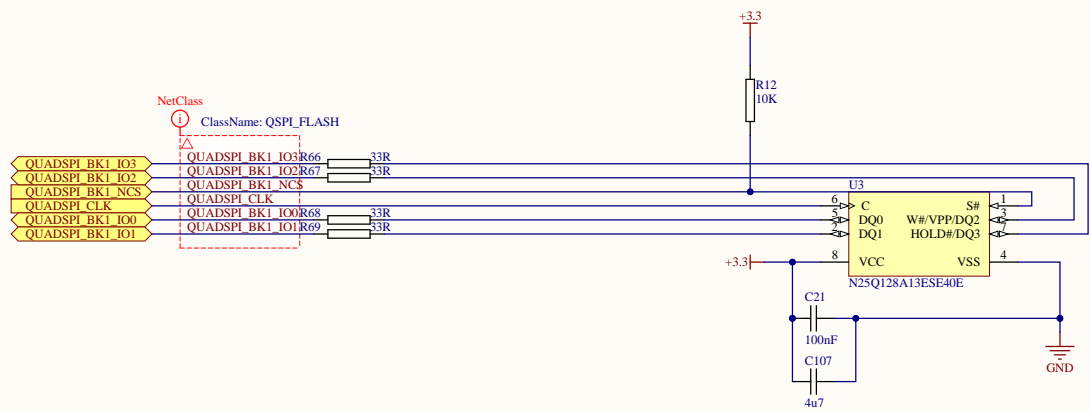 +3.3
R12
10K
NetClass
i
ClassName: QSPI_FLASH
QUADSPI_BK1_IO3 QUADSPI_BK1_IO3 R66 33R
QUADSPI_BK1_IO2 QUADSPI_BK1_IO2 R67 33R
QUADSPI_BK1_NCS QUADSPI_BK1_NCS
QUADSPI_CLK QUADSPI_CLK
QUADSPI_BK1_IO0 QUADSPI_BK1_IO0 R68 33R
QUADSPI_BK1_IO1 QUADSPI_BK1_IO1 R69 33R
U3
6 C S# 1
5 DQ0 W#/VPP/DQ2 3
2 DQ1 HOLD#/DQ3 7
+3.3 8 VCC VSS 4
N25Q128A13ESE40E
C21
100nF
C107
4u7
GND